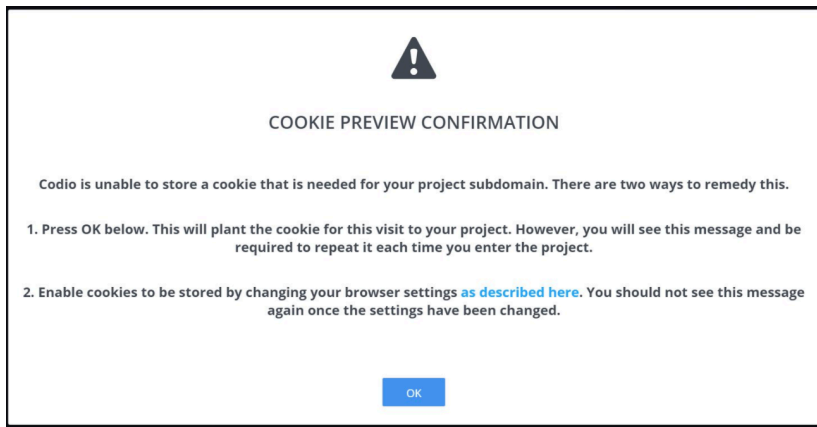 COOKIE PREVIEW CONFIRMATION
Codio is unable to store a cookie that is needed for your project subdomain. There are two ways to remedy this.
1. Press OK below. This will plant the cookie for this visit to your project. However, you will see this message and be
required to repeat it each time you enter the project.
2. Enable cookies to be stored by changing your browser settings as described here. You should not see this message
again once the settings have been changed.
OK